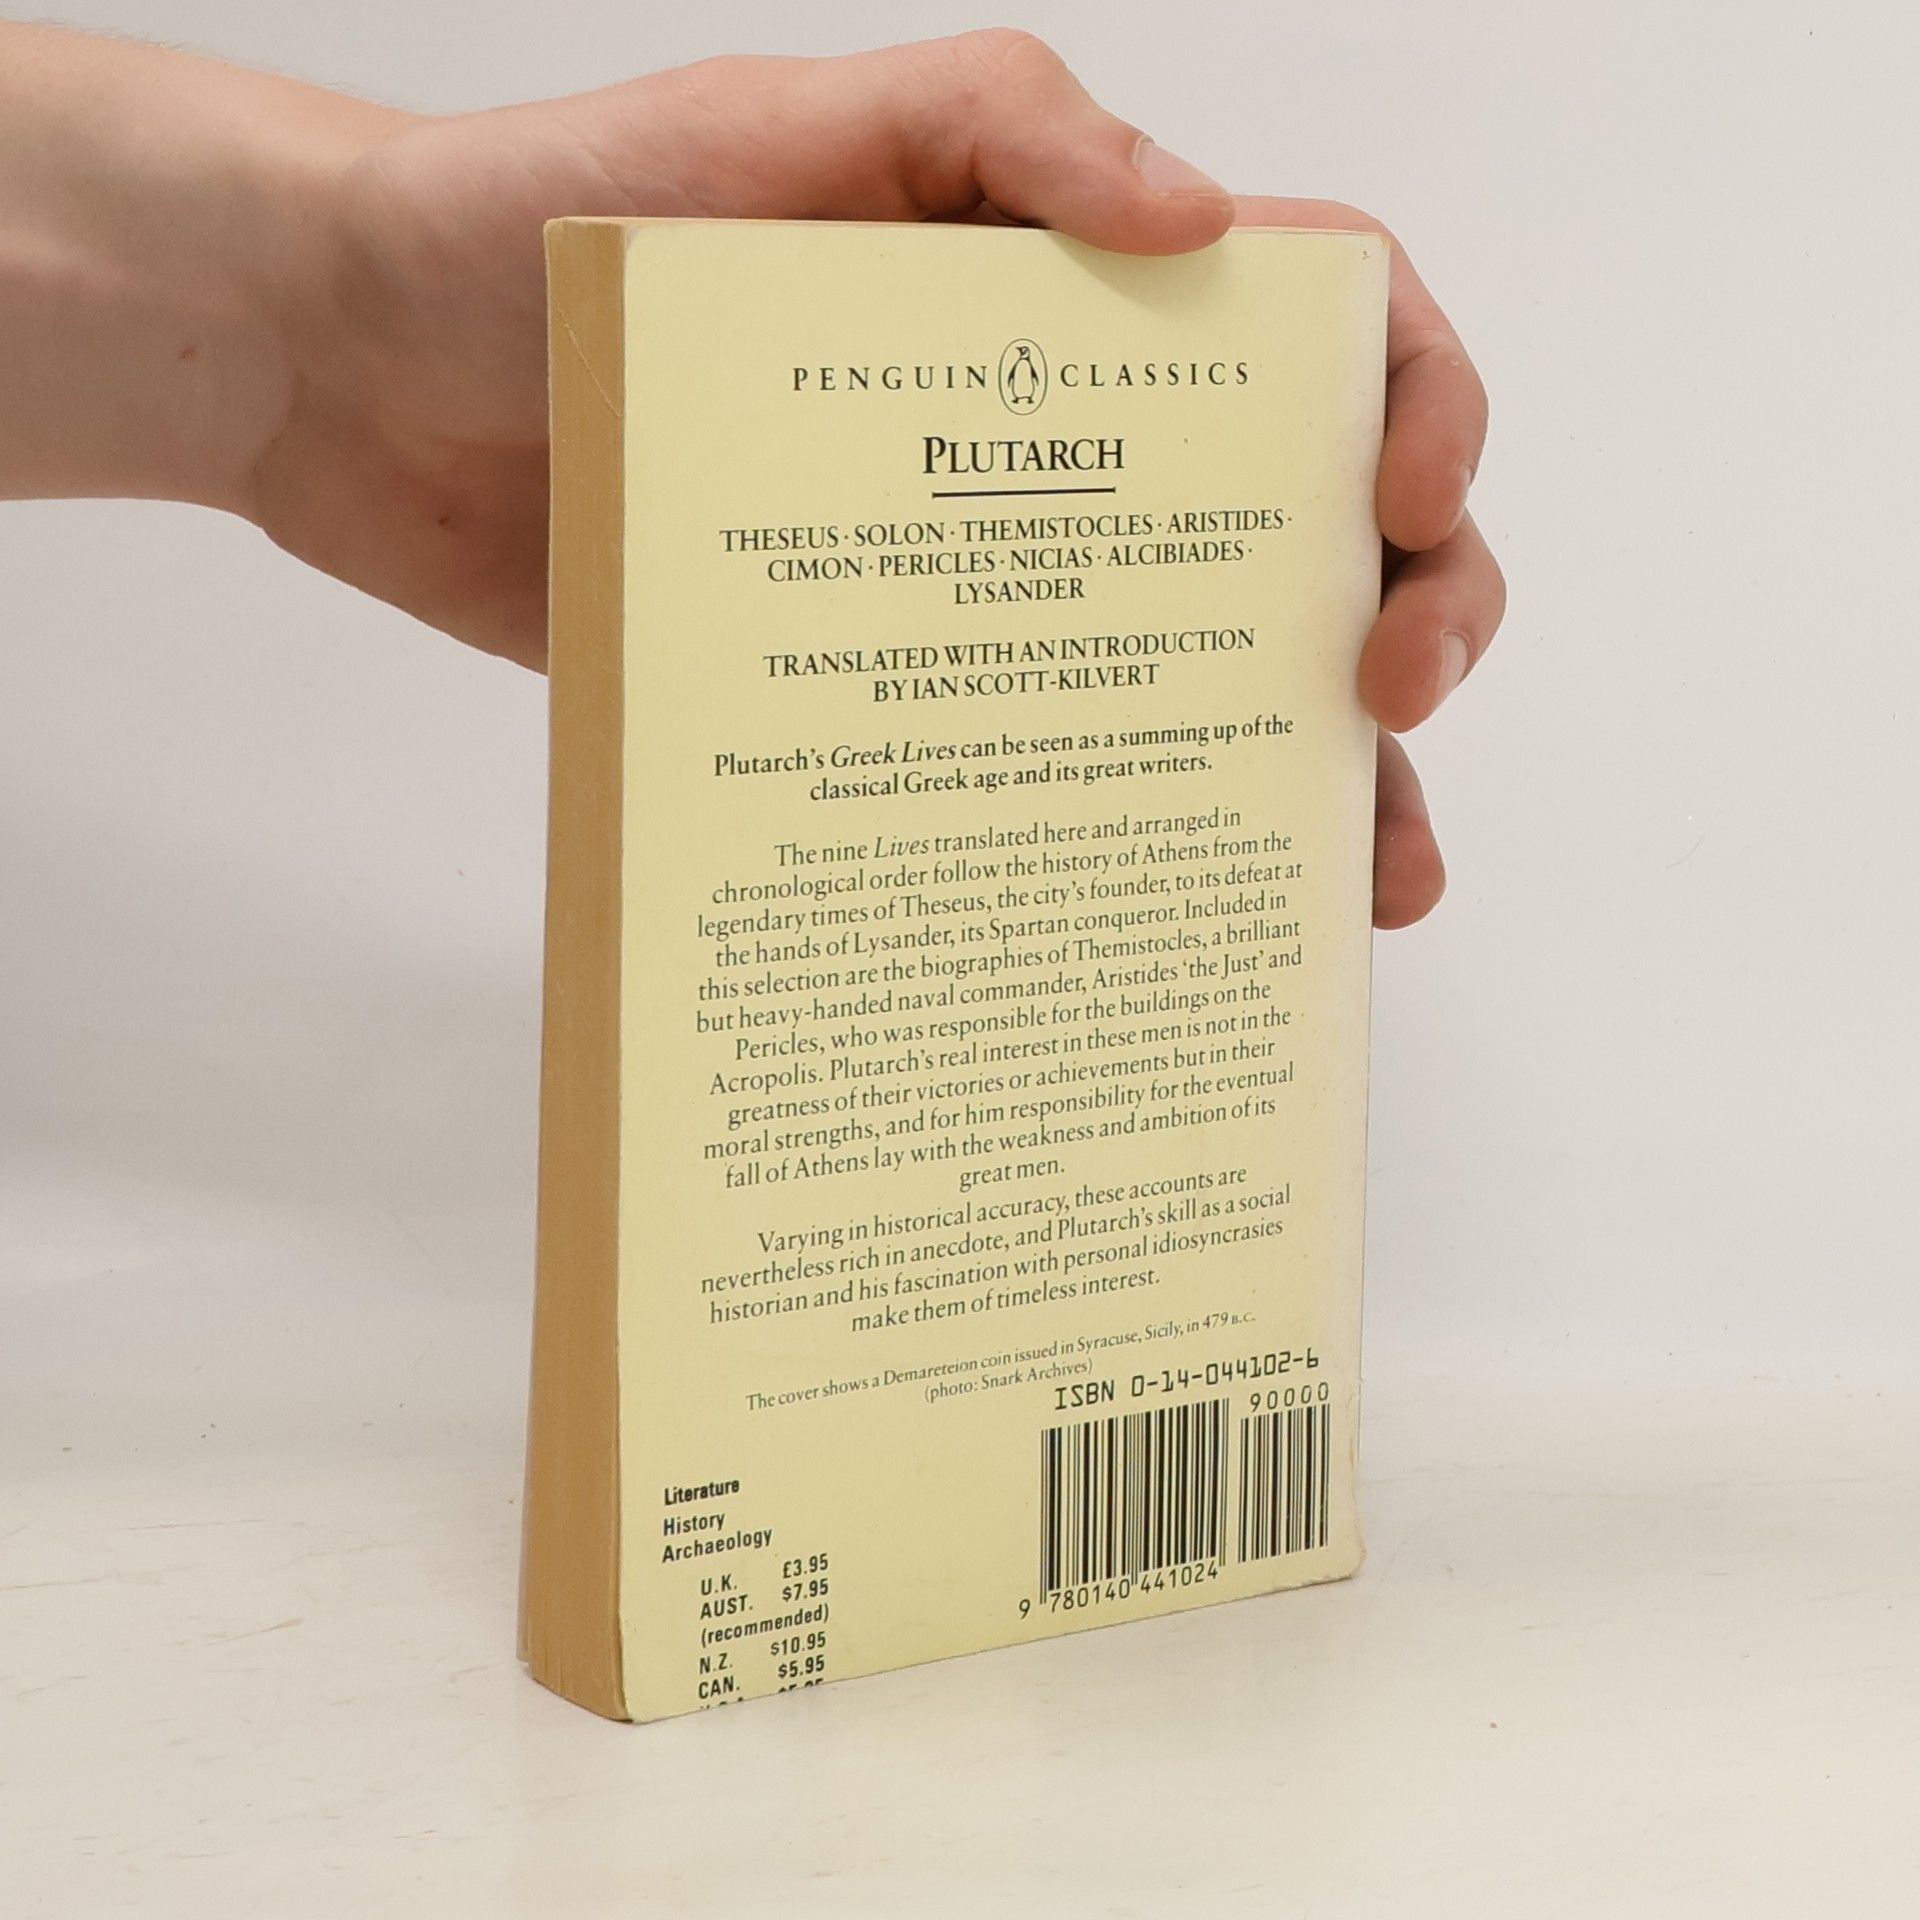 PENGUIN CLASSICS
PLUTARCH
THESEUS · SOLON · THEMISTOCLES · ARISTIDES ·
CIMON · PERICLES · NICIAS · ALCIBIADES ·
LYSANDER
TRANSLATED WITH AN INTRODUCTION
BY IAN SCOTT-KILVERT
Plutarch's Greek Lives can be seen as a summing up of the
classical Greek age and its great writers.
The nine Lives translated here and arranged in
chronological order follow the history of Athens from the
legendary times of Theseus, the city's founder, to its defeat at
the hands of Lysander, its Spartan conqueror. Included in
this selection are the biographies of Themistocles, a brilliant
but heavy-handed naval commander, Aristides 'the Just' and
Pericles, who was responsible for the buildings on the
Acropolis. Plutarch's real interest in these men is not in the
greatness of their victories or achievements but in their
moral strengths, and for him responsibility for the eventual
fall of Athens lay with the weakness and ambition of its
great men.
Varying in historical accuracy, these accounts are
nevertheless rich in anecdote, and Plutarch's skill as a social
historian and his fascination with personal idiosyncrasies
make them of timeless interest.
The cover shows a Demareteion coin issued in Syracuse, Sicily, in 479 B.C.
(photo: Snark Archives)
ISBN 0-14-044102-6
90000
9 780140 441024
Literature
History
Archaeology
U.K. £3.95
AUST. $7.95
(recommended)
N.Z. $10.95
CAN. $5.95